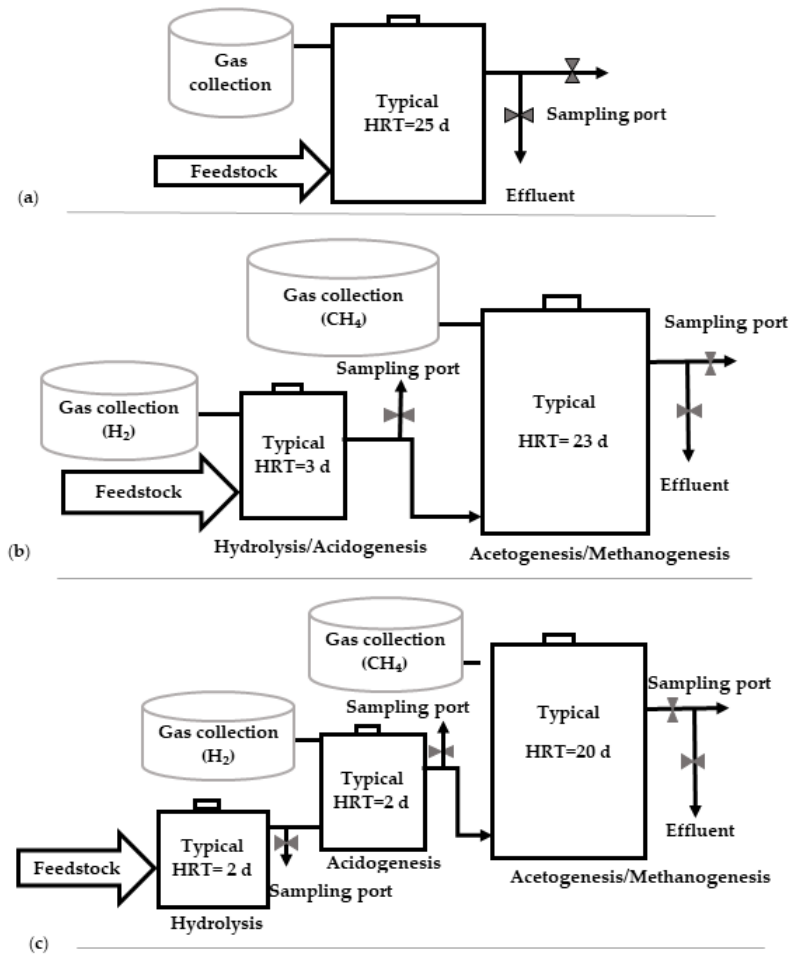 Gas
collection
Typical
HRT=25 d
Sampling port
Feedstock
Effluent
(a)
Gas collection
(CH₄)
Sampling port
Sampling port
Gas collection
(H₂)
Typical
HRT= 23 d
Typical
HRT=3 d
Feedstock
Effluent
Hydrolysis/Acidogenesis
Acetogenesis/Methanogenesis
(b)
Gas collection
(CH₄)
Sampling port
Sampling port
Gas collection
(H₂)
Typical
HRT=20 d
Typical
HRT=2 d
Effluent
Typical
HRT= 2 d
Feedstock
Acidogenesis
Acetogenesis/Methanogenesis
Sampling port
Hydrolysis
(c)